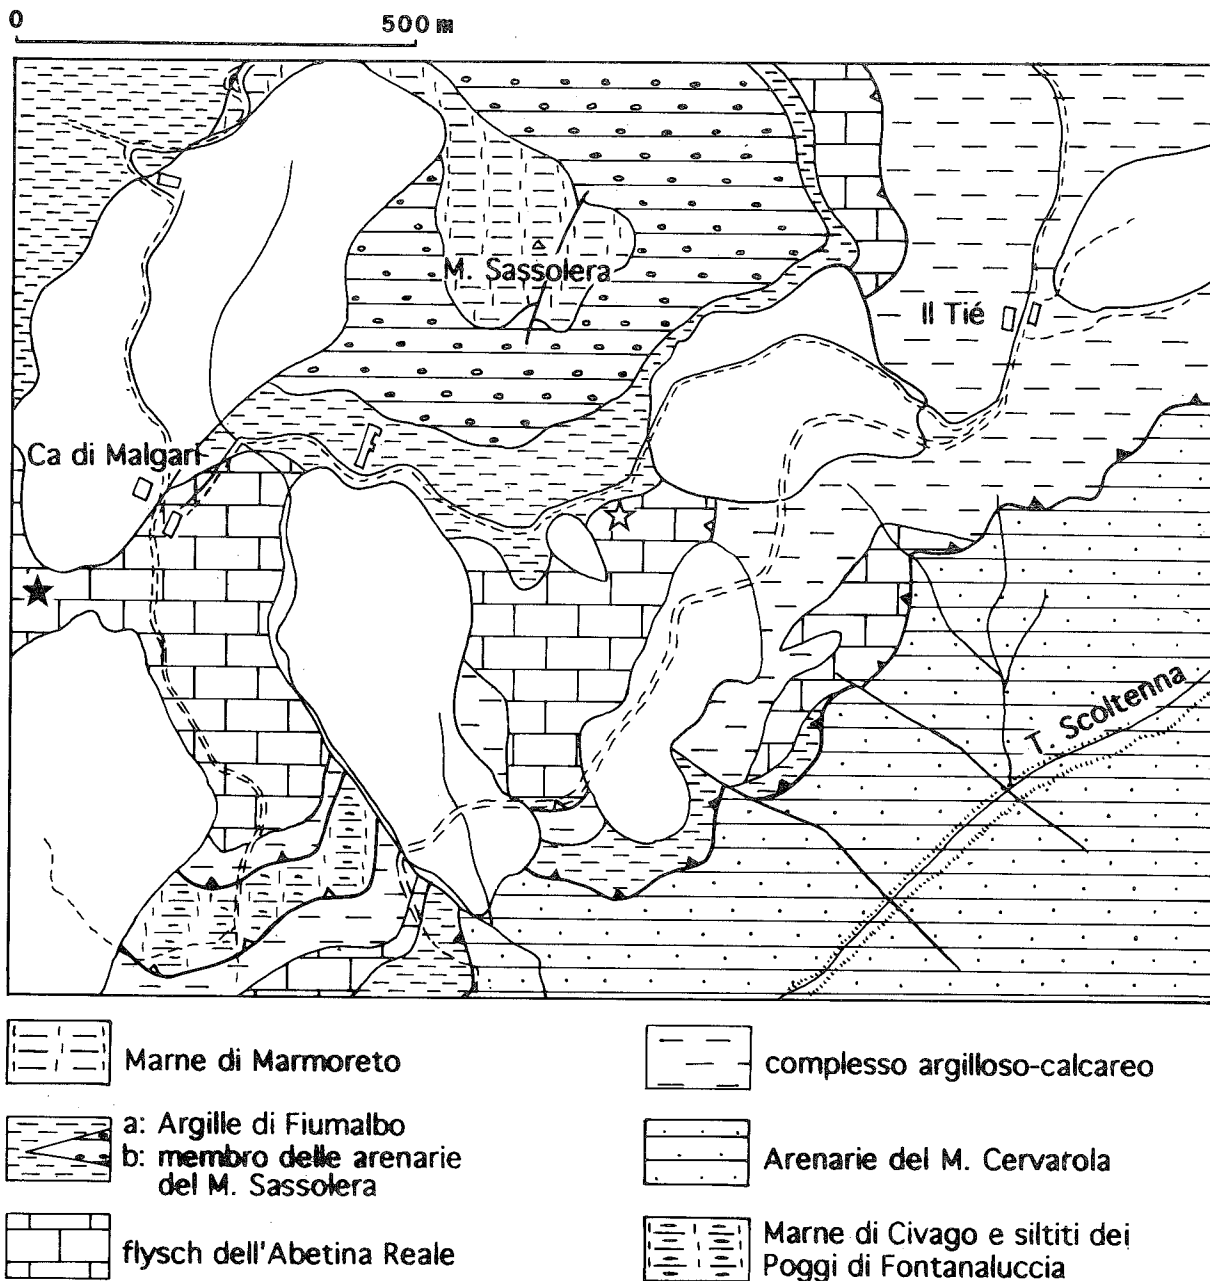 0 500 m
M. Sassolera
Il Tié
Ca di Malgari
T. Scoltenna
Marne di Marmoreto
complesso argilloso-calcareo
a: Argille di Fiumalbo
b: membro delle arenarie
del M. Sassolera
Arenarie del M. Cervarola
flysch dell'Abetina Reale
Marne di Civago e siltiti dei
Poggi di Fontanaluccia